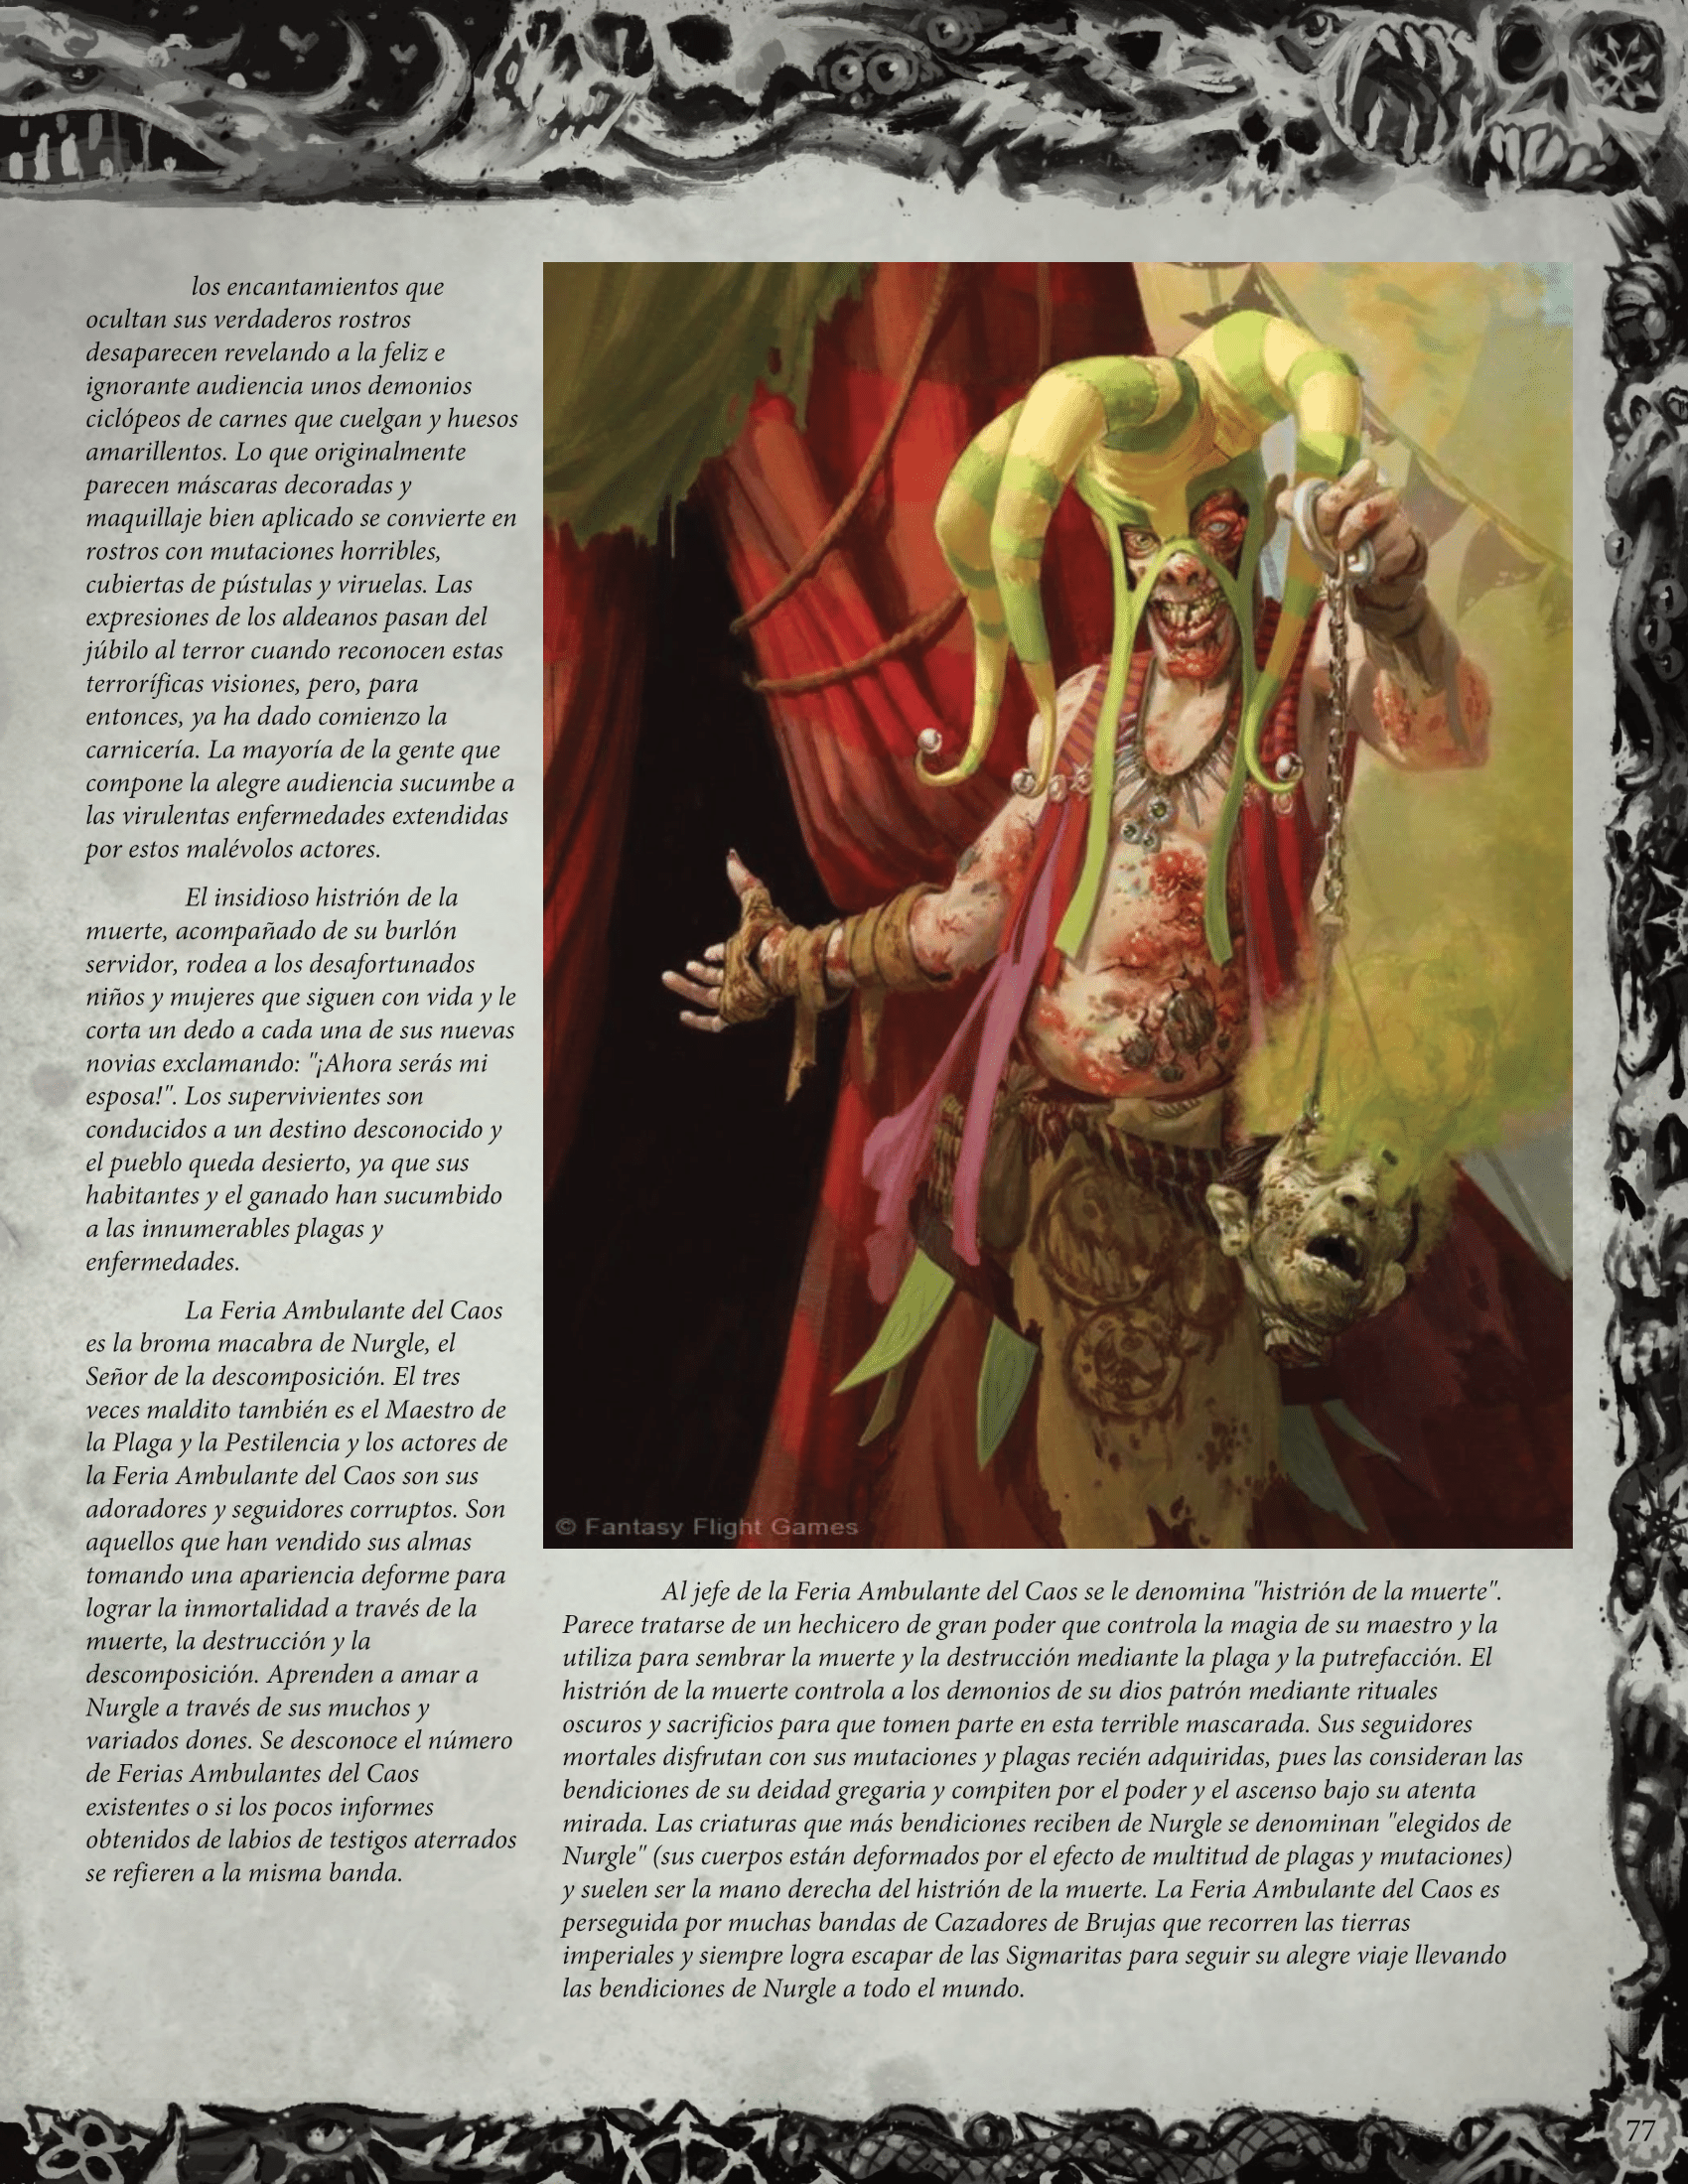 los encantamientos que
ocultan sus verdaderos rostros
desaparecen revelando a la feliz e
ignorante audiencia unos demonios
ciclópeos de carnes que cuelgan y huesos
amarillentos. Lo que originalmente
parecen máscaras decoradas y
maquillaje bien aplicado se convierte en
rostros con mutaciones horribles,
cubiertas de pústulas y viruelas. Las
expresiones de los aldeanos pasan del
júbilo al terror cuando reconocen estas
terroríficas visiones, pero, para
entonces, ya ha dado comienzo la
carnicería. La mayoría de la gente que
compone la alegre audiencia sucumbe a
las virulentas enfermedades extendidas
por estos malévolos actores.
El insidioso histrión de la
muerte, acompañado de su burlón
servidor, rodea a los desafortunados
niños y mujeres que siguen con vida y le
corta un dedo a cada una de sus nuevas
novias exclamando: "¡Ahora serás mi
esposa!". Los supervivientes son
conducidos a un destino desconocido y
el pueblo queda desierto, ya que sus
habitantes y el ganado han sucumbido
a las innumerables plagas y
enfermedades.
La Feria Ambulante del Caos
es la broma macabra de Nurgle, el
Señor de la descomposición. El tres
veces maldito también es el Maestro de
la Plaga y la Pestilencia y los actores de
la Feria Ambulante del Caos son sus
adoradores y seguidores corruptos. Son
aquellos que han vendido sus almas
tomando una apariencia deforme para
lograr la inmortalidad a través de la
muerte, la destrucción y la
descomposición. Aprenden a amar a
Nurgle a través de sus muchos y
variados dones. Se desconoce el número
de Ferias Ambulantes del Caos
existentes o si los pocos informes
obtenidos de labios de testigos aterrados
se refieren a la misma banda.
© Fantasy Flight Games
Al jefe de la Feria Ambulante del Caos se le denomina "histrión de la muerte".
Parece tratarse de un hechicero de gran poder que controla la magia de su maestro y la
utiliza para sembrar la muerte y la destrucción mediante la plaga y la putrefacción. El
histrión de la muerte controla a los demonios de su dios patrón mediante rituales
oscuros y sacrificios para que tomen parte en esta terrible mascarada. Sus seguidores
mortales disfrutan con sus mutaciones y plagas recién adquiridas, pues las consideran las
bendiciones de su deidad gregaria y compiten por el poder y el ascenso bajo su atenta
mirada. Las criaturas que más bendiciones reciben de Nurgle se denominan "elegidos de
Nurgle" (sus cuerpos están deformados por el efecto de multitud de plagas y mutaciones)
y suelen ser la mano derecha del histrión de la muerte. La Feria Ambulante del Caos es
perseguida por muchas bandas de Cazadores de Brujas que recorren las tierras
imperiales y siempre logra escapar de las Sigmaritas para seguir su alegre viaje llevando
las bendiciones de Nurgle a todo el mundo.
77